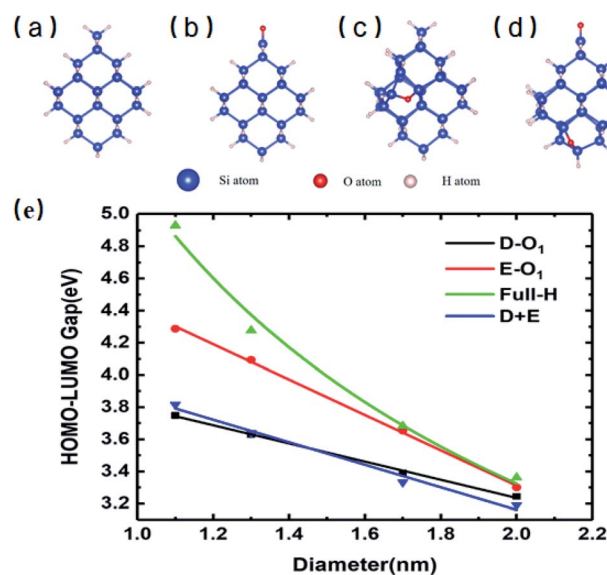 (a) (b) (c) (d)
Si atom O atom H atom
(e)
5.0
4.8
4.6
4.4
4.2
4.0
3.8
3.6
3.4
3.2
HOMO-LUMO Gap(eV)
D-O₁
E-O₁
Full-H
D+E
1.0 1.2 1.4 1.6 1.8 2.0 2.2
Diameter(nm)